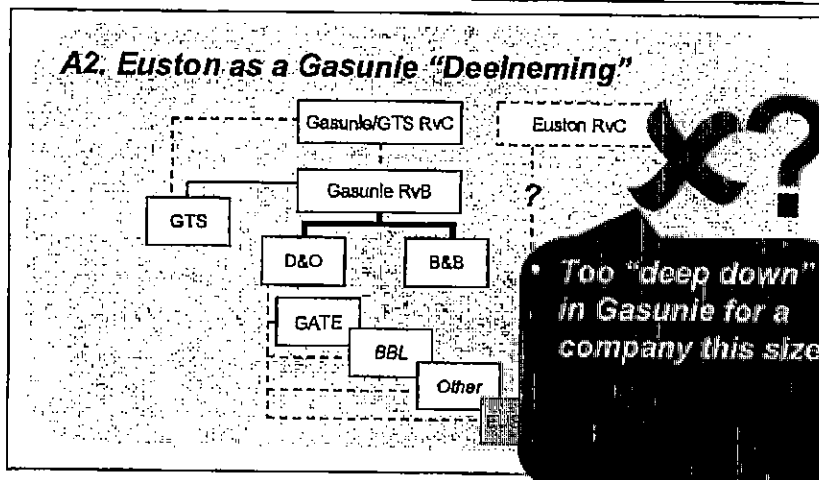 A2. Euston as a Gasunie “Deelneming”
Gasunie/GTS RvC
Euston RvC
X?
Gasunie RvB
?
GTS
D&O
B&B
• Too “deep down”
in Gasunie for a
company this size
GATE
BBL
Other